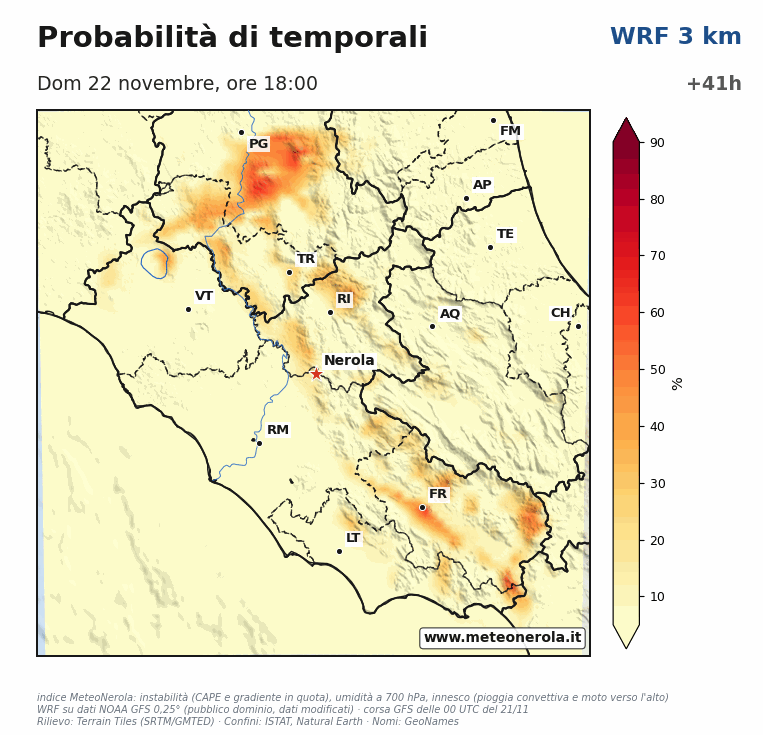 Probabilità di temporali
WRF 3 km
Dom 22 novembre, ore 18:00
+41h
FM
PG
AP
TE
TR
VT
RI
AQ
CH
Nerola
RM
FR
LT
www.meteonerola.it
90
80
70
60
50
40
30
20
10
%
indice MeteoNerola: instabilità (CAPE e gradiente in quota), umidità a 700 hPa, innesco (pioggia convettiva e moto verso l'alto)
WRF su dati NOAA GFS 0,25° (pubblico dominio, dati modificati) · corsa GFS delle 00 UTC del 21/11
Rilievo: Terrain Tiles (SRTM/GMTED) · Confini: ISTAT, Natural Earth · Nomi: GeoNames